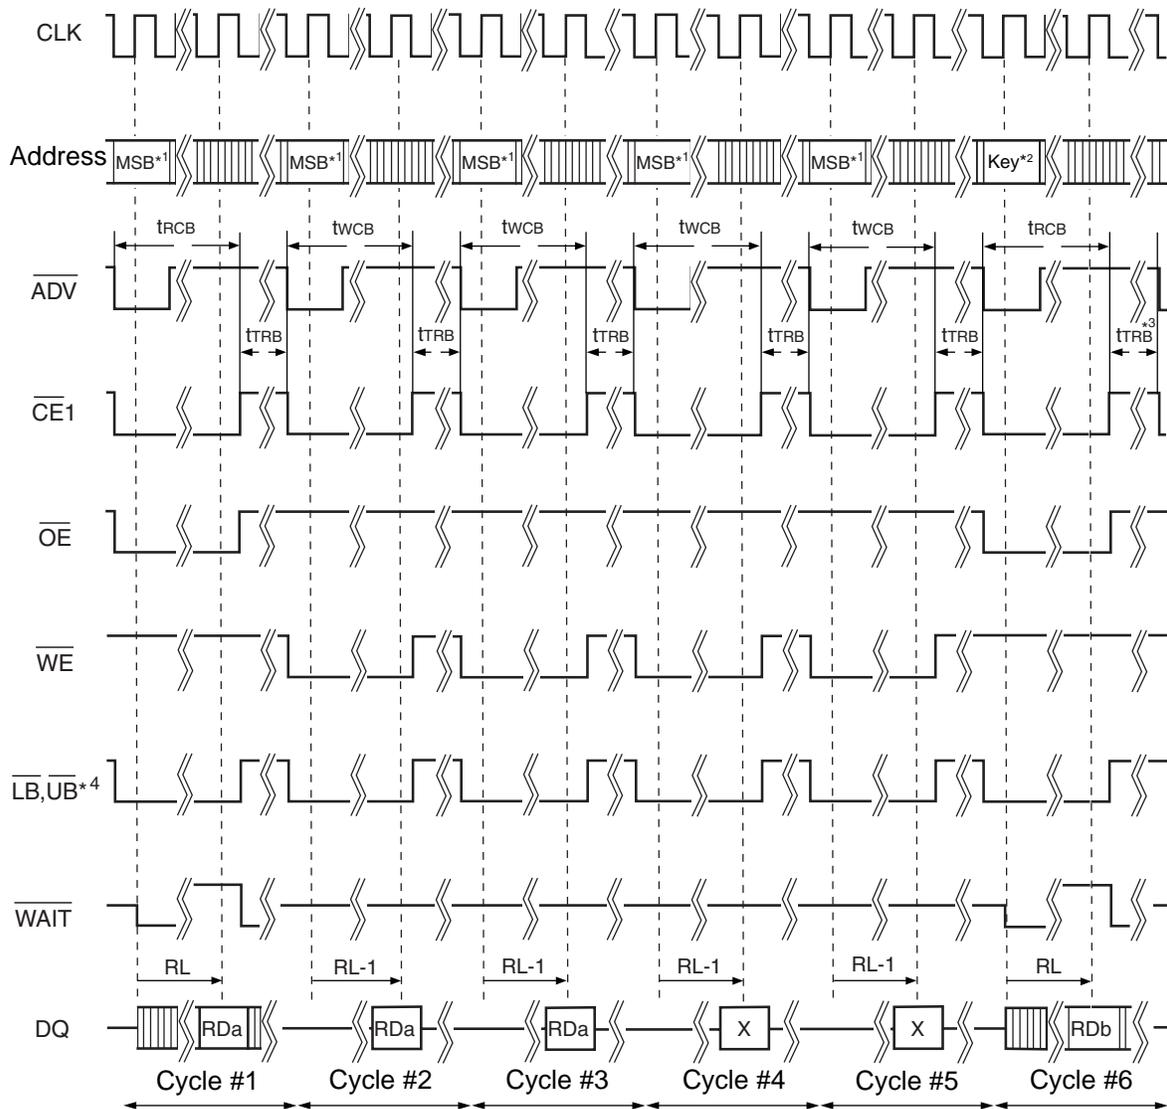 CLK
Address MSB*1 MSB*1 MSB*1 MSB*1 MSB*1 Key*2
tRCB tWCB tWCB tWCB tWCB tRCB
ADV
tTRB tTRB tTRB tTRB tTRB tTRB*3
CE1
OE
WE
LB,UB*4
WAIT
RL RL-1 RL-1 RL-1 RL-1 RL
DQ RDa RDa RDa X X RDb
Cycle #1 Cycle #2 Cycle #3 Cycle #4 Cycle #5 Cycle #6